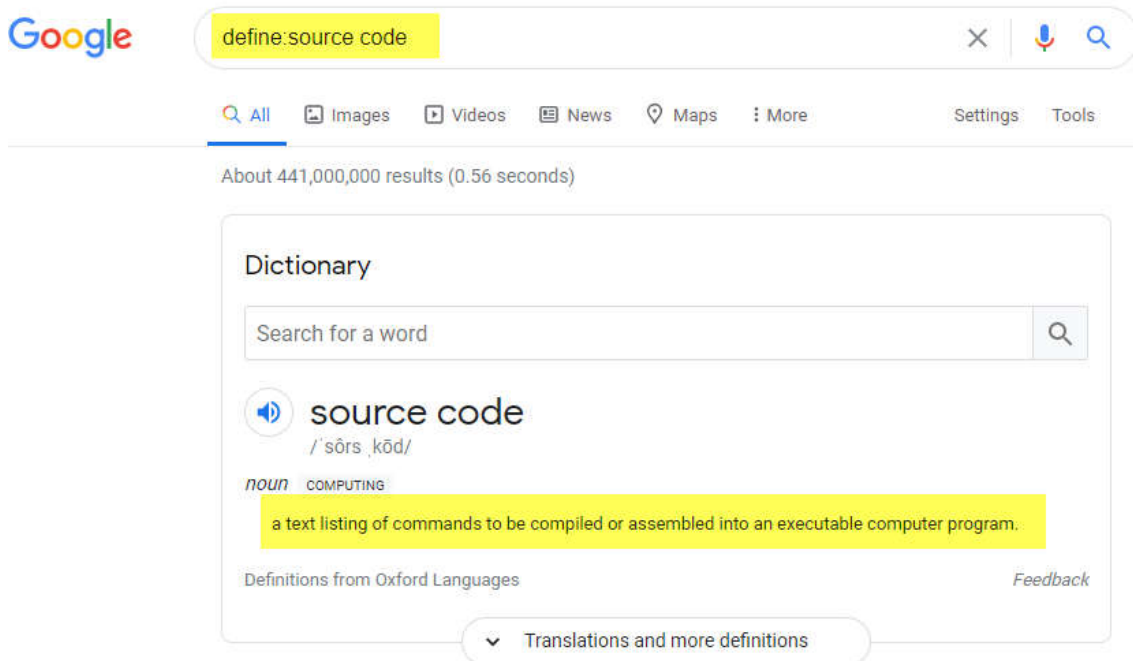 Google
define:source code
All Images Videos News Maps More Settings Tools
About 441,000,000 results (0.56 seconds)
Dictionary
Search for a word
source code
/ˈsôrs ˌkōd/
noun COMPUTING
a text listing of commands to be compiled or assembled into an executable computer program.
Definitions from Oxford Languages Feedback
Translations and more definitions